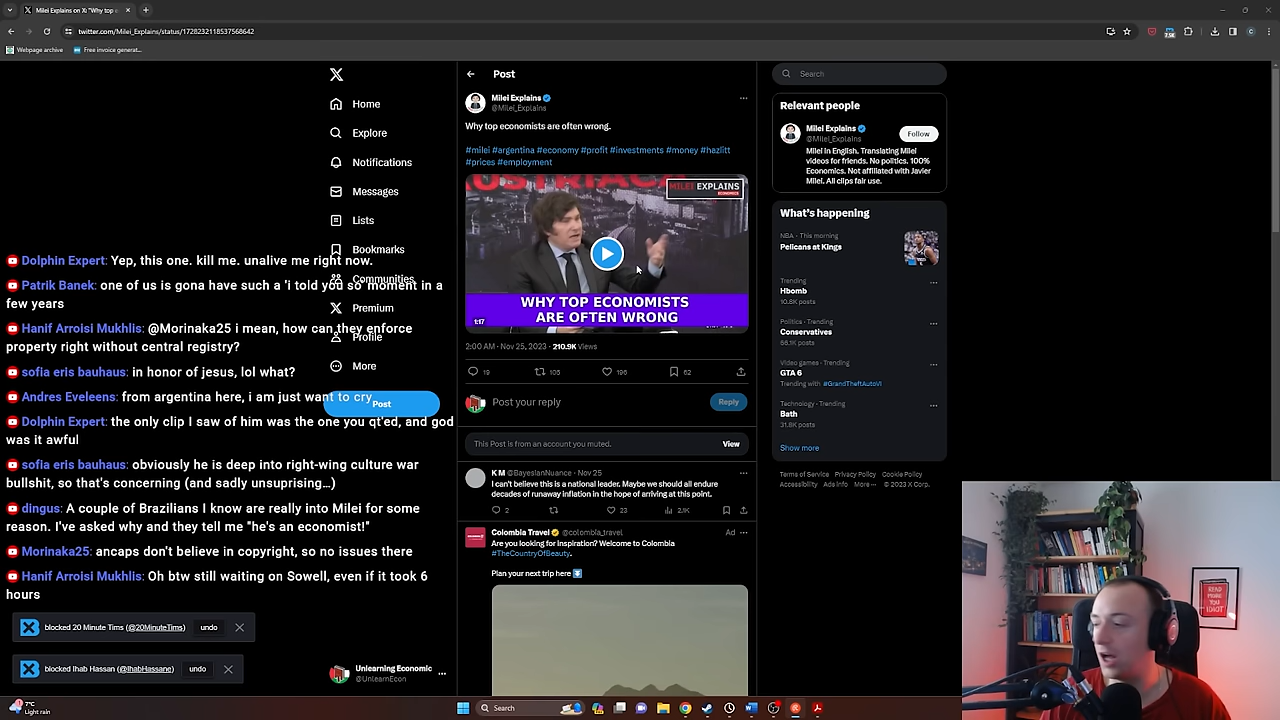 Milei Explains on X: "Why top e
twitter.com/Milei_Explains/status/1728232118537568642
Webpage archive
Free invoice generat...
Home
Explore
Notifications
Messages
Lists
Bookmarks
Communities
Premium
Profile
More
Post
Unlearning Economic
@UnlearnEcon
Dolphin Expert: Yep, this one. kill me. unalive me right now.
Patrik Banek: one of us is gona have such a 'i told you so' moment in a
few years
Hanif Arroisi Mukhlis: @Morinaka25 i mean, how can they enforce
property right without central registry?
sofia eris bauhaus: in honor of jesus, lol what?
Andres Eveleens: from argentina here, i am just want to cry
Dolphin Expert: the only clip I saw of him was the one you qt'ed, and god
was it awful
sofia eris bauhaus: obviously he is deep into right-wing culture war
bullshit, so that's concerning (and sadly unsurprising…)
dingus: A couple of Brazilians I know are really into Milei for some
reason. I've asked why and they tell me "he's an economist!"
Morinaka25: ancaps don't believe in copyright, so no issues there
Hanif Arroisi Mukhlis: Oh btw still waiting on Sowell, even if it took 6
hours
blocked 20 Minute Tims (@20MinuteTims) undo
blocked Ihab Hassan (@IhabHassane) undo
Post
Milei Explains
@Milei_Explains
Why top economists are often wrong.
#milei #argentina #economy #profit #investments #money #hazlitt
#prices #employment
MILEI EXPLAINS
ECONOMICS
WHY TOP ECONOMISTS
ARE OFTEN WRONG
1:17
2:00 AM · Nov 25, 2023 · 210.9K Views
19 105 196 62
Post your reply
Reply
This Post is from an account you muted.
View
K M @BayesianNuance · Nov 25
I can't believe this is a national leader. Maybe we should all endure
decades of runaway inflation in the hope of arriving at this point.
2 23 2.1K
Colombia Travel @colombia_travel Ad
Are you looking for inspiration? Welcome to Colombia
#TheCountryOfBeauty.
Plan your next trip here
Search
Relevant people
Milei Explains
@Milei_Explains
Follow
Milei in English. Translating Milei
videos for friends. No politics. 100%
Economics. Not affiliated with Javier
Milei. All clips fair use.
What's happening
NBA · This morning
Pelicans at Kings
Trending
Hbomb
10.8K posts
Politics · Trending
Conservatives
Video games · Trending
GTA 6
Trending with #GrandTheftAutoVI
Technology · Trending
Bath
31.8K posts
Show more
Terms of Service Privacy Policy Cookie Policy
Accessibility Ads info More ··· © 2023 X Corp.
READ
MORE
YOU
IDIOT
7°C
Light rain
Search